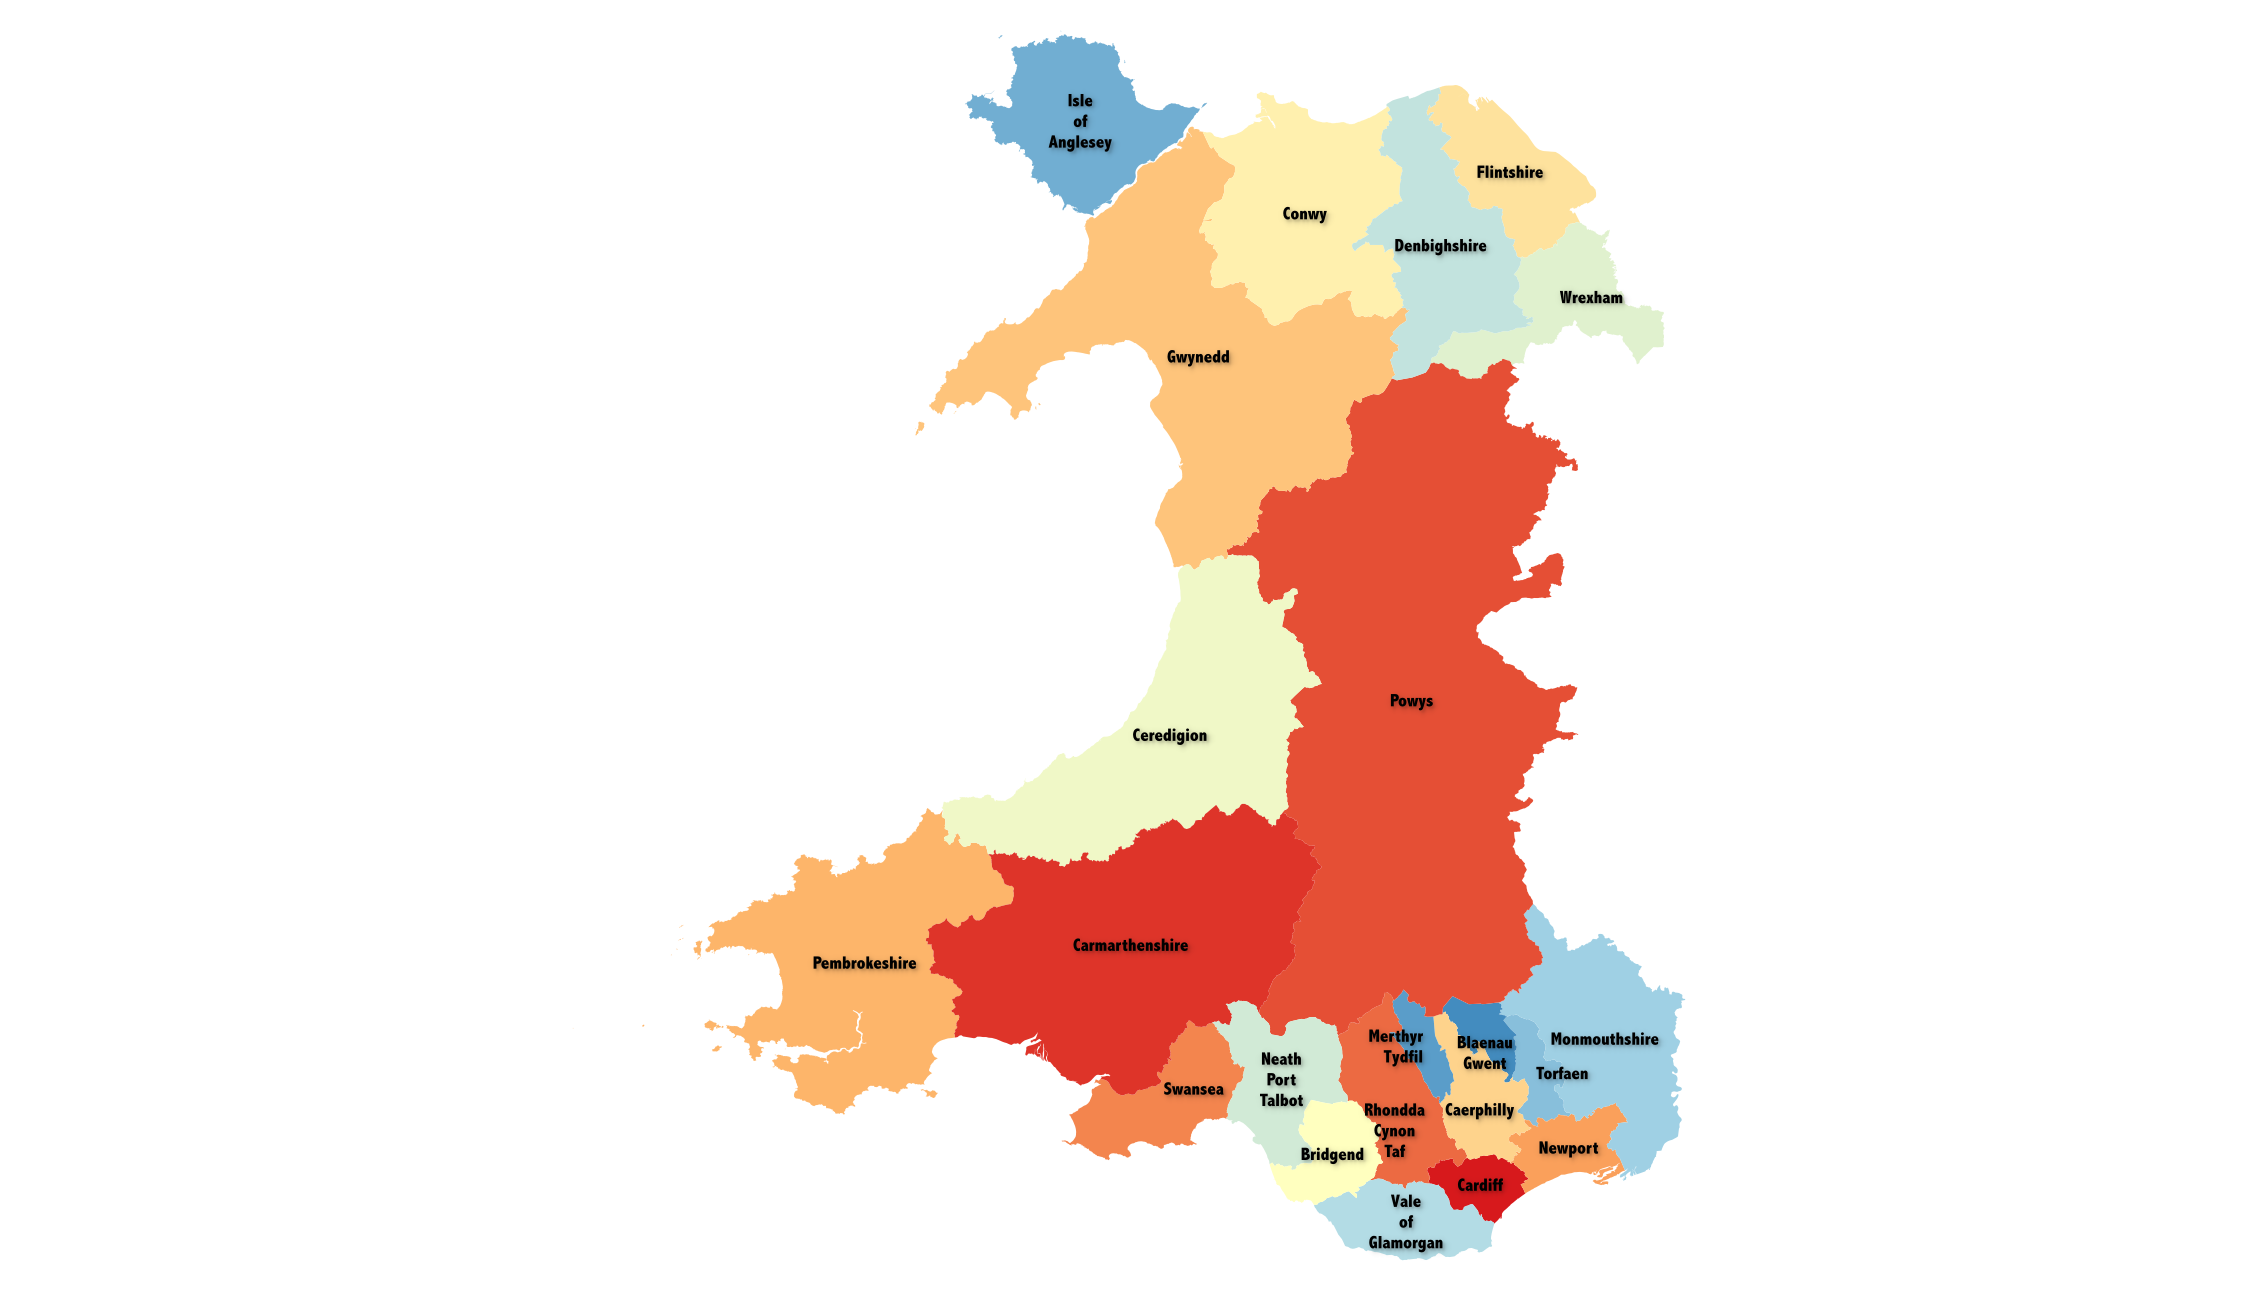 Isle
of
Anglesey
Flintshire
Conwy
Denbighshire
Wrexham
Gwynedd
Powys
Ceredigion
Carmarthenshire
Pembrokeshire
Merthyr
Tydfil
Blaenau
Gwent
Monmouthshire
Neath
Port
Talbot
Torfaen
Swansea
Rhondda
Cynon
Taf
Caerphilly
Newport
Bridgend
Cardiff
Vale
of
Glamorgan